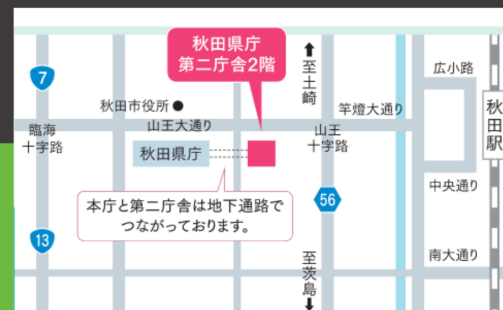 秋田県庁
第二庁舎2階
7
至土崎
広小路
秋田市役所
竿燈大通り
秋田駅
臨海
十字路
山王大通り
山王
十字路
秋田県庁
中央通り
本庁と第二庁舎は地下通路で
つながっております。
56
13
南大通り
至茨島